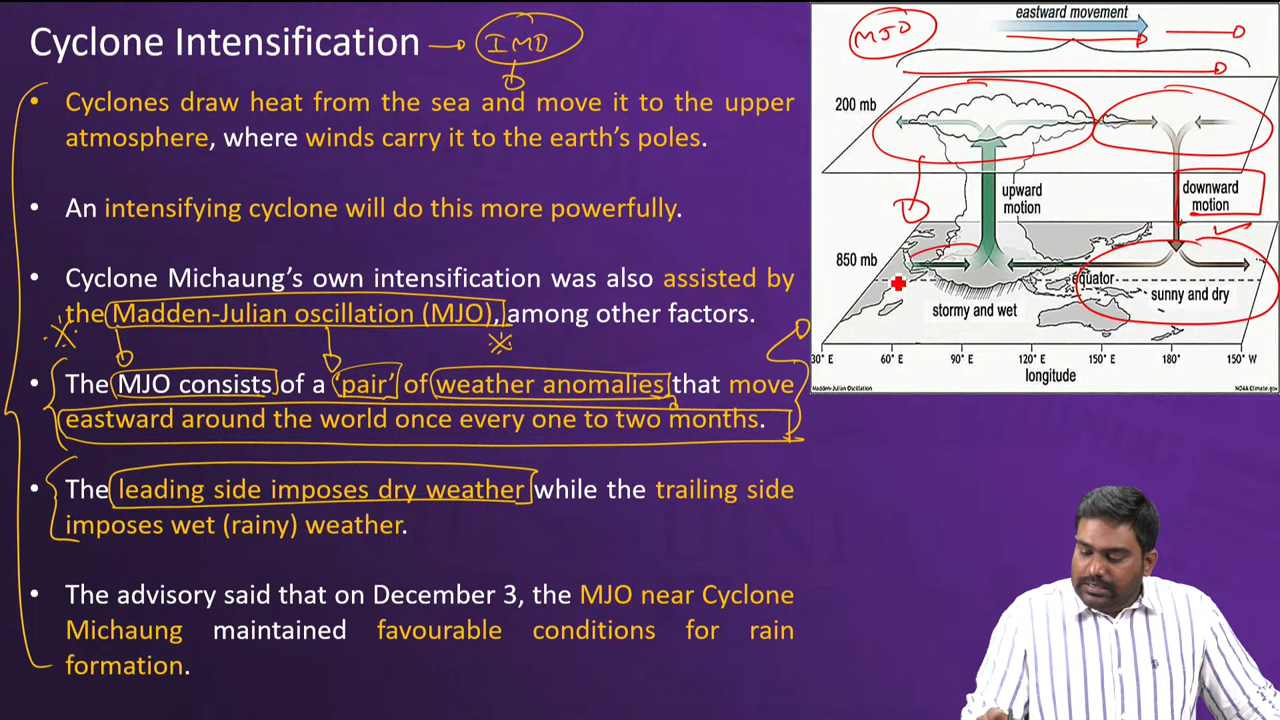 Cyclone Intensification
IMD
• Cyclones draw heat from the sea and move it to the upper
atmosphere, where winds carry it to the earth's poles.
• An intensifying cyclone will do this more powerfully.
• Cyclone Michaung's own intensification was also assisted by
the Madden-Julian oscillation (MJO), among other factors.
• The MJO consists of a 'pair' of weather anomalies that move
eastward around the world once every one to two months.
• The leading side imposes dry weather while the trailing side
imposes wet (rainy) weather.
• The advisory said that on December 3, the MJO near Cyclone
Michaung maintained favourable conditions for rain
formation.
MJO
eastward movement
200 mb
upward
motion
downward
motion
850 mb
equator
stormy and wet
sunny and dry
30° E 60° E 90° E 120° E 150° E 180° 150° W
longitude
Madden-Julian Oscillation
NOAA Climate.gov